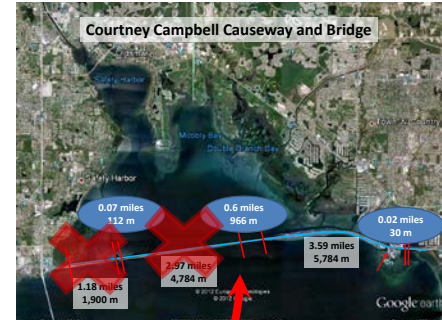 Courtney Campbell Causeway and Bridge
Safety Harbor
Mobbly Bay
Double Branch Bay
Safety Harbor
0.07 miles
112 m
0.6 miles
966 m
0.02 miles
30 m
3.59 miles
5,784 m
2.97 miles
4,784 m
1.18 miles
1,900 m
© 2012 Google
Google earth